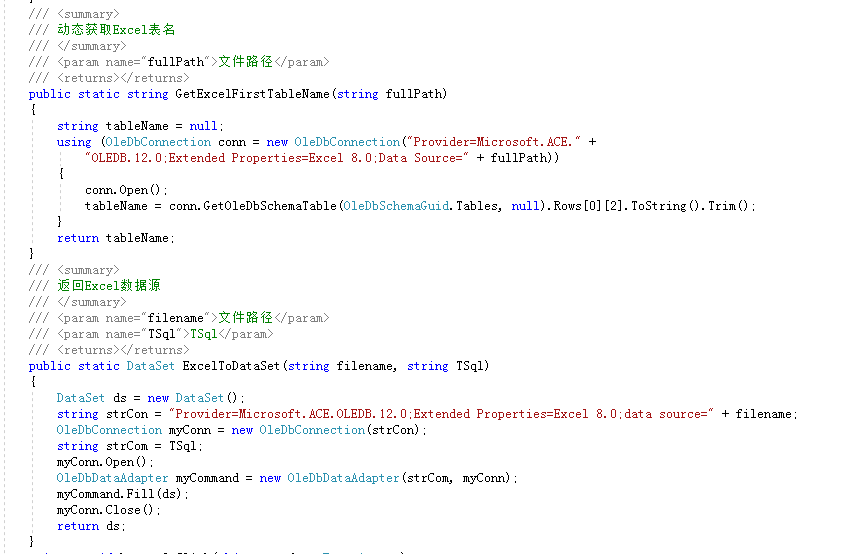 /// <summary>
/// 动态获取Excel表名
/// </summary>
/// <param name="fullPath">文件路径</param>
/// <returns></returns>
public static string GetExcelFirstTableName(string fullPath)
{
string tableName = null;
using (OleDbConnection conn = new OleDbConnection("Provider=Microsoft.ACE." +
"OLEDB.12.0;Extended Properties=Excel 8.0;Data Source=" + fullPath))
{
conn.Open();
tableName = conn.GetOleDbSchemaTable(OleDbSchemaGuid.Tables, null).Rows[0][2].ToString().Trim();
}
return tableName;
}
/// <summary>
/// 返回Excel数据源
/// </summary>
/// <param name="filename">文件路径</param>
/// <param name="TSql">TSql</param>
/// <returns></returns>
public static DataSet ExcelToDataSet(string filename, string TSql)
{
DataSet ds = new DataSet();
string strCon = "Provider=Microsoft.ACE.OLEDB.12.0;Extended Properties=Excel 8.0;data source=" + filename;
OleDbConnection myConn = new OleDbConnection(strCon);
string strCom = TSql;
myConn.Open();
OleDbDataAdapter myCommand = new OleDbDataAdapter(strCom, myConn);
myCommand.Fill(ds);
myConn.Close();
return ds;
}